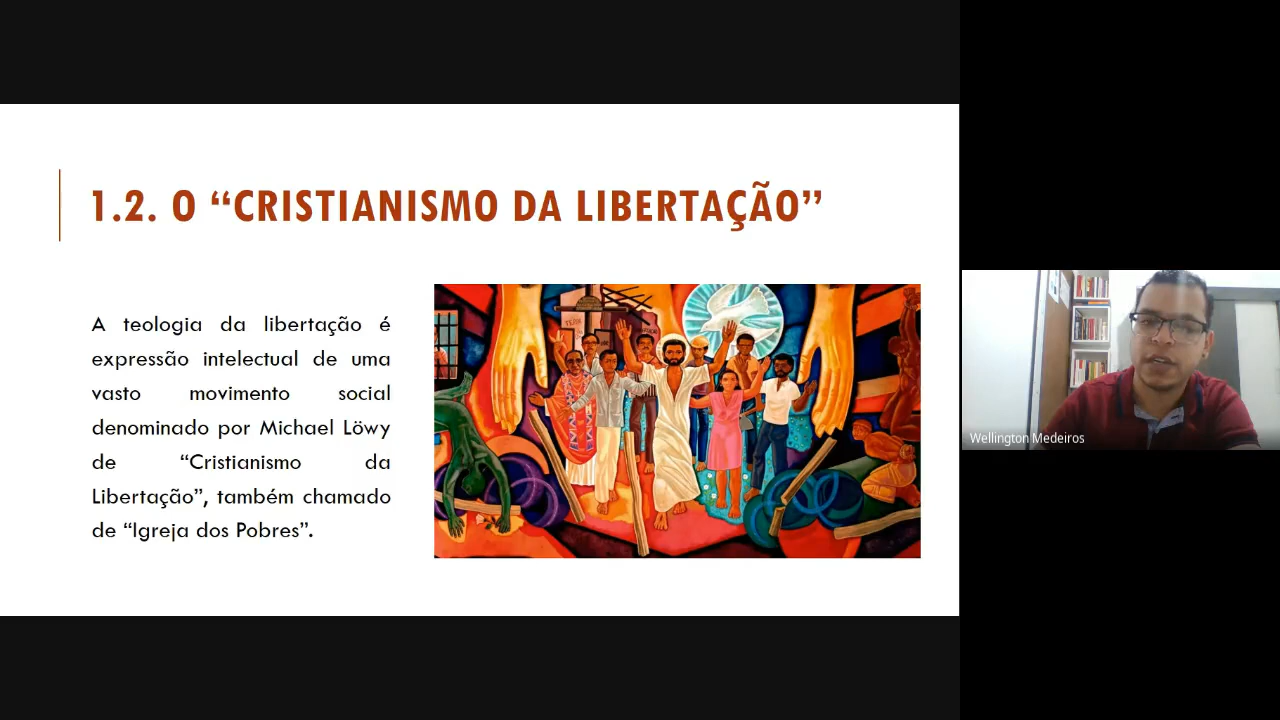 1.2. O “CRISTIANISMO DA LIBERTAÇÃO”
A teologia da libertação é
expressão intelectual de uma
vasto movimento social
denominado por Michael Löwy
de “Cristianismo da
Libertação”, também chamado
de “Igreja dos Pobres”.
Wellington Medeiros